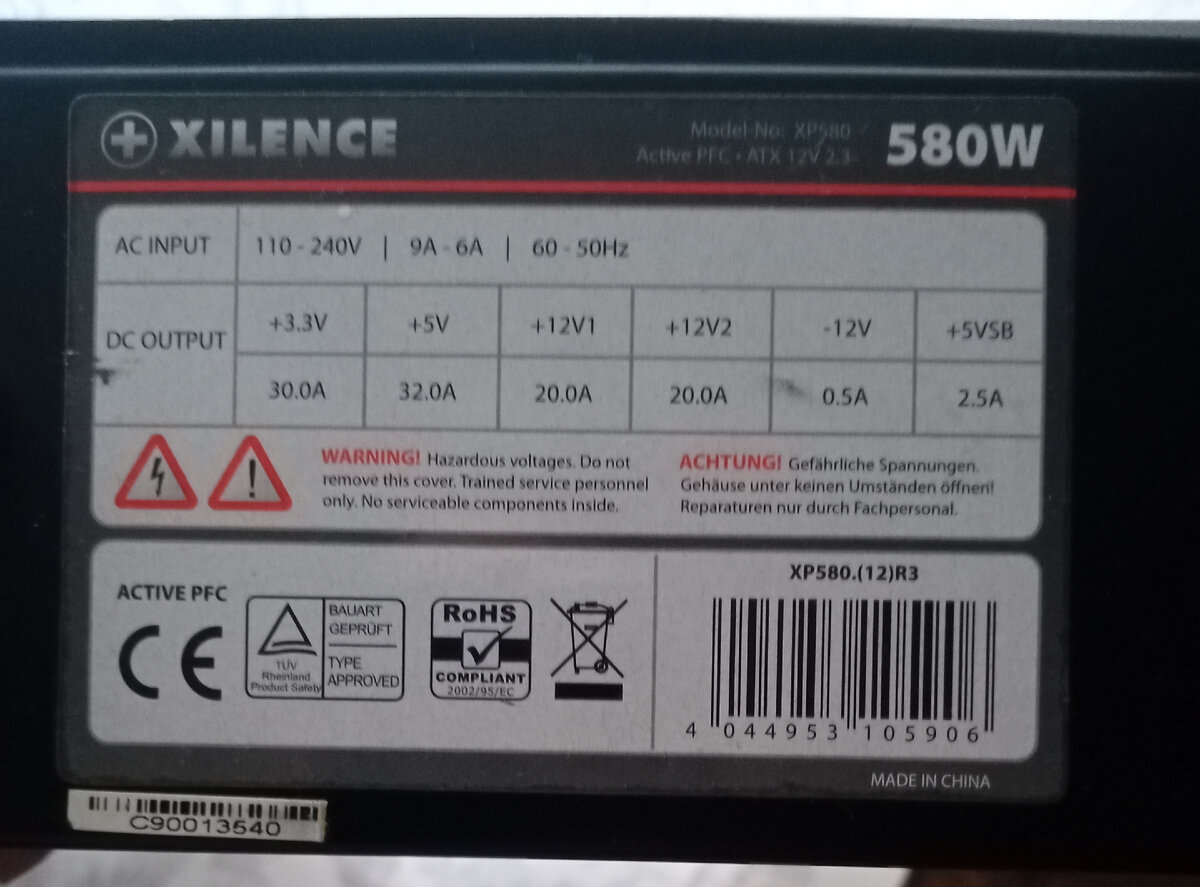 XILENCE
Model No: XP580
Active PFC • ATX 12V 2.3
580W
AC INPUT 110 - 240V | 9A - 6A | 60 - 50Hz
DC OUTPUT +3.3V +5V +12V1 +12V2 -12V +5VSB
30.0A 32.0A 20.0A 20.0A 0.5A 2.5A
WARNING! Hazardous voltages. Do not
remove this cover. Trained service personnel
only. No serviceable components inside.
ACHTUNG! Gefährliche Spannungen.
Gehäuse unter keinen Umständen öffnen!
Reparaturen nur durch Fachpersonal.
ACTIVE PFC
CE
TÜV
Rheinland
Product Safety
BAUART
GEPRÜFT
TYPE
APPROVED
RoHS
COMPLIANT
2002/95/EC
XP580.(12)R3
4 044953 105906
MADE IN CHINA
C90013540